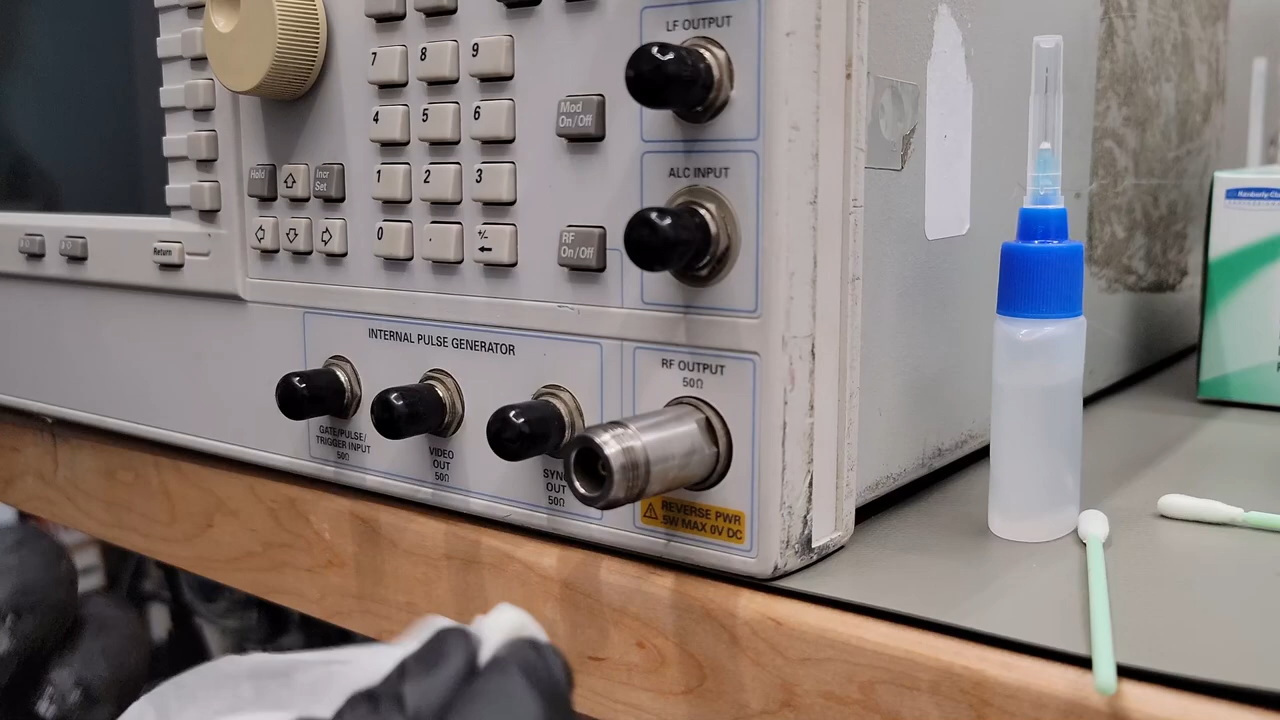 LF OUTPUT
7
8
9
4
5
6
Mod
On/Off
ALC INPUT
Hold
Incr
Set
1
2
3
0
.
+/-
RF
On/Off
Return
INTERNAL PULSE GENERATOR
GATE/PULSE/
TRIGGER INPUT
50Ω
VIDEO
OUT
50Ω
SYNC
OUT
50Ω
RF OUTPUT
50Ω
REVERSE PWR
.5W MAX 0V DC